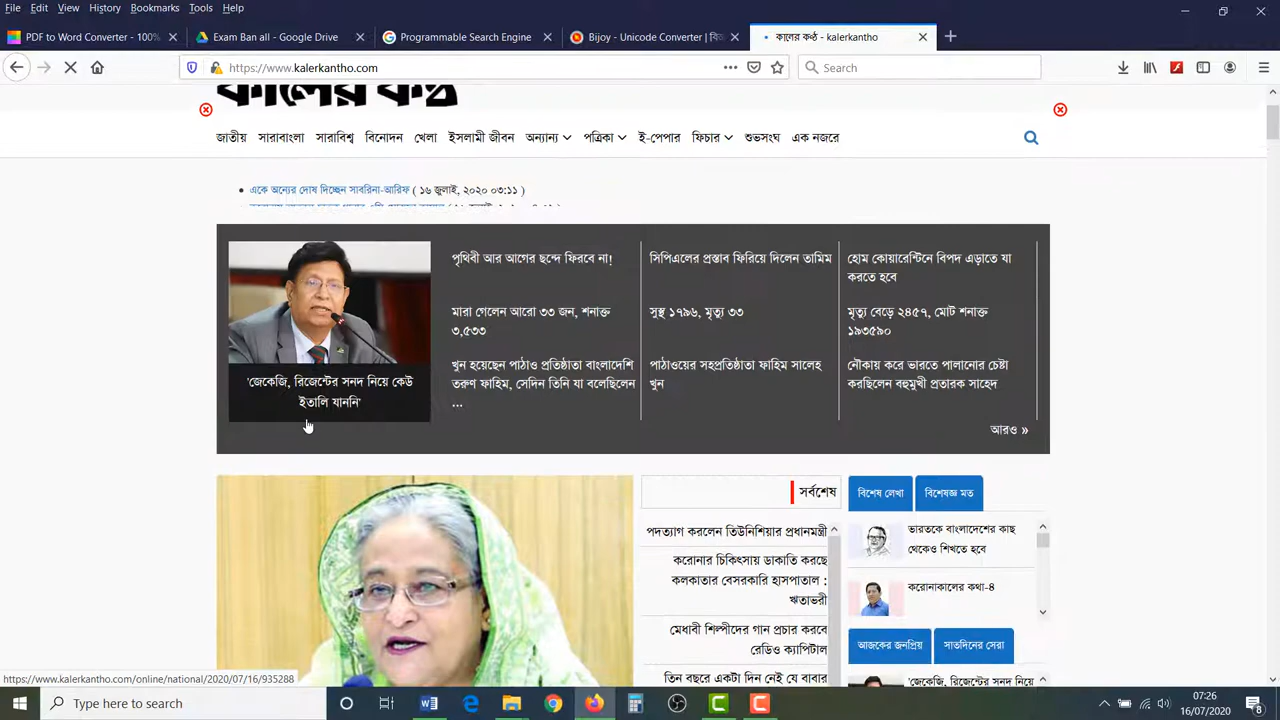 File Edit View History Bookmarks Tools Help
PDF to Word Converter - 100%
Exam Ban all - Google Drive
Programmable Search Engine
Bijoy - Unicode Converter | বিজ
কালের কণ্ঠ - kalerkantho
https://www.kalerkantho.com
Search
কালের কণ্ঠ
জাতীয় সারাবাংলা সারাবিশ্ব বিনোদন খেলা ইসলামী জীবন অন্যান্য পত্রিকা ই-পেপার ফিচার শুভসংঘ এক নজরে
একে অন্যের দোষ দিচ্ছেন সাবরিনা-আরিফ ( ১৬ জুলাই, ২০২০ ০৩:১১ )
'জেকেজি, রিজেন্টের সনদ নিয়ে কেউ
ইতালি যাননি'
পৃথিবী আর আগের ছন্দে ফিরবে না!
মারা গেলেন আরো ৩৩ জন, শনাক্ত
৩,৫৩৩
খুন হয়েছেন পাঠাও প্রতিষ্ঠাতা বাংলাদেশি
তরুণ ফাহিম, সেদিন তিনি যা বলেছিলেন
...
সিপিএলের প্রস্তাব ফিরিয়ে দিলেন তামিম
সুস্থ ১৭৯৬, মৃত্যু ৩৩
পাঠাওয়ের সহপ্রতিষ্ঠাতা ফাহিম সালেহ
খুন
হোম কোয়ারেন্টিনে বিপদ এড়াতে যা
করতে হবে
মৃত্যু বেড়ে ২৪৫৭, মোট শনাক্ত
১৯৩৫৯০
নৌকায় করে ভারতে পালানোর চেষ্টা
করছিলেন বহুমুখী প্রতারক সাহেদ
আরও »
সর্বশেষ
পদত্যাগ করলেন তিউনিশিয়ার প্রধানমন্ত্রী
করোনার চিকিৎসায় ডাকাতি করছে
কলকাতার বেসরকারি হাসপাতাল :
ঋতাভরী
মেধাবী শিল্পীদের গান প্রচার করবে
রেডিও ক্যাপিটাল
তিন বছরে একটা দিন নেই যে বাবার
বিশেষ লেখা বিশেষজ্ঞ মত
ভারতকে বাংলাদেশের কাছ
থেকেও শিখতে হবে
করোনাকালের কথা-৪
আজকের জনপ্রিয় সাতদিনের সেরা
'জেকেজি, রিজেন্টের সনদ নিয়ে
https://www.kalerkantho.com/online/national/2020/07/16/935288
Type here to search
07:26
16/07/2020
8